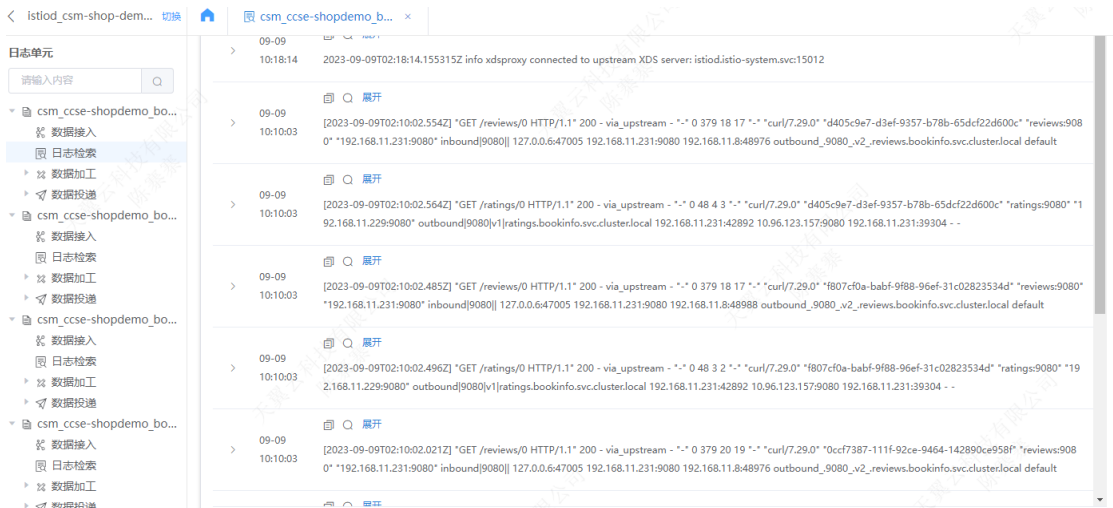 istiod_csm-shop-dem... 切换
csm_ccse-shopdemo_b... ×
日志单元
请输入内容
csm_ccse-shopdemo_bo...
数据接入
日志检索
数据加工
数据投递
csm_ccse-shopdemo_bo...
数据接入
日志检索
数据加工
数据投递
csm_ccse-shopdemo_bo...
数据接入
日志检索
数据加工
数据投递
csm_ccse-shopdemo_bo...
数据接入
日志检索
数据加工
数据投递
09-09
10:18:14
展开
2023-09-09T02:18:14.155315Z info xdsproxy connected to upstream XDS server: istiod.istio-system.svc:15012
09-09
10:10:03
展开
[2023-09-09T02:10:02.554Z] "GET /reviews/0 HTTP/1.1" 200 - via_upstream - "-" 0 379 18 17 "-" "curl/7.29.0" "d405c9e7-d3ef-9357-b78b-65dcf22d600c" "reviews:908
0" "192.168.11.231:9080" inbound|9080|| 127.0.0.6:47005 192.168.11.231:9080 192.168.11.8:48976 outbound_.9080_.v2_.reviews.bookinfo.svc.cluster.local default
09-09
10:10:03
展开
[2023-09-09T02:10:02.564Z] "GET /ratings/0 HTTP/1.1" 200 - via_upstream - "-" 0 48 4 3 "-" "curl/7.29.0" "d405c9e7-d3ef-9357-b78b-65dcf22d600c" "ratings:9080" "1
92.168.11.229:9080" outbound|9080|v1|ratings.bookinfo.svc.cluster.local 192.168.11.231:42892 10.96.123.157:9080 192.168.11.231:39304 - -
09-09
10:10:03
展开
[2023-09-09T02:10:02.485Z] "GET /reviews/0 HTTP/1.1" 200 - via_upstream - "-" 0 379 18 17 "-" "curl/7.29.0" "f807cf0a-babf-9f88-96ef-31c02823534d" "reviews:9080"
"192.168.11.231:9080" inbound|9080|| 127.0.0.6:47005 192.168.11.231:9080 192.168.11.8:48988 outbound_.9080_.v2_.reviews.bookinfo.svc.cluster.local default
09-09
10:10:03
展开
[2023-09-09T02:10:02.496Z] "GET /ratings/0 HTTP/1.1" 200 - via_upstream - "-" 0 48 3 2 "-" "curl/7.29.0" "f807cf0a-babf-9f88-96ef-31c02823534d" "ratings:9080" "19
2.168.11.229:9080" outbound|9080|v1|ratings.bookinfo.svc.cluster.local 192.168.11.231:42892 10.96.123.157:9080 192.168.11.231:39304 - -
09-09
10:10:03
展开
[2023-09-09T02:10:02.021Z] "GET /reviews/0 HTTP/1.1" 200 - via_upstream - "-" 0 379 20 19 "-" "curl/7.29.0" "0ccf7387-111f-92ce-9464-142890ce958f" "reviews:908
0" "192.168.11.231:9080" inbound|9080|| 127.0.0.6:47005 192.168.11.231:9080 192.168.11.8:48976 outbound_.9080_.v2_.reviews.bookinfo.svc.cluster.local default
展开